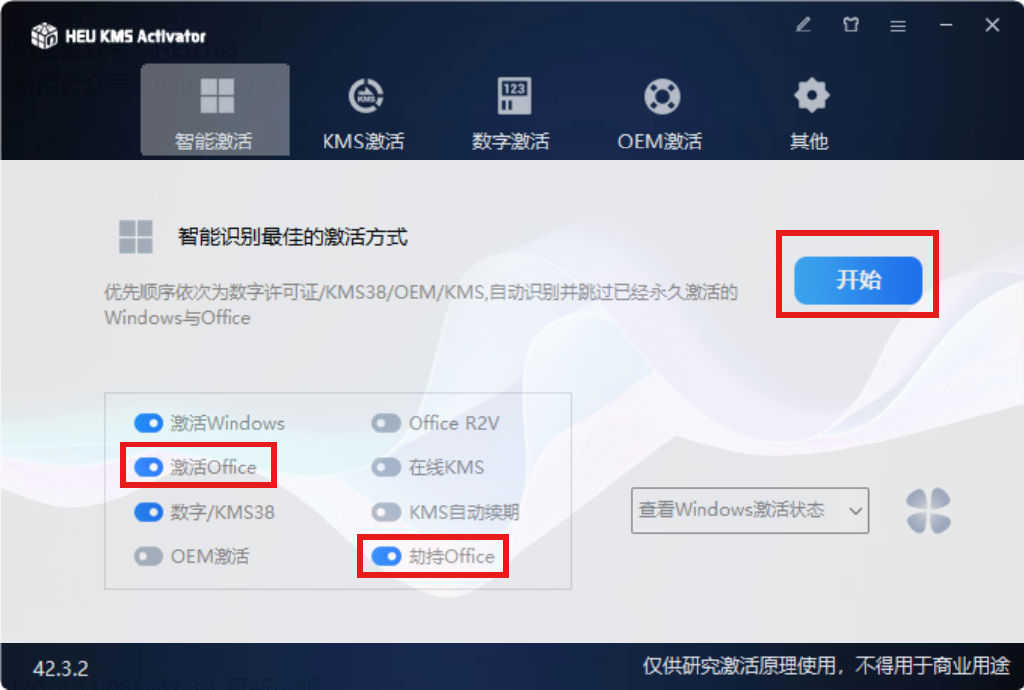 HEU KMS Activator
智能激活
KMS激活
数字激活
OEM激活
其他
智能识别最佳的激活方式
开始
优先顺序依次为数字许可证/KMS38/OEM/KMS,自动识别并跳过已经永久激活的
Windows与Office
激活Windows
Office R2V
激活Office
在线KMS
数字/KMS38
KMS自动续期
OEM激活
劫持Office
查看Windows激活状态
42.3.2
仅供研究激活原理使用，不得用于商业用途